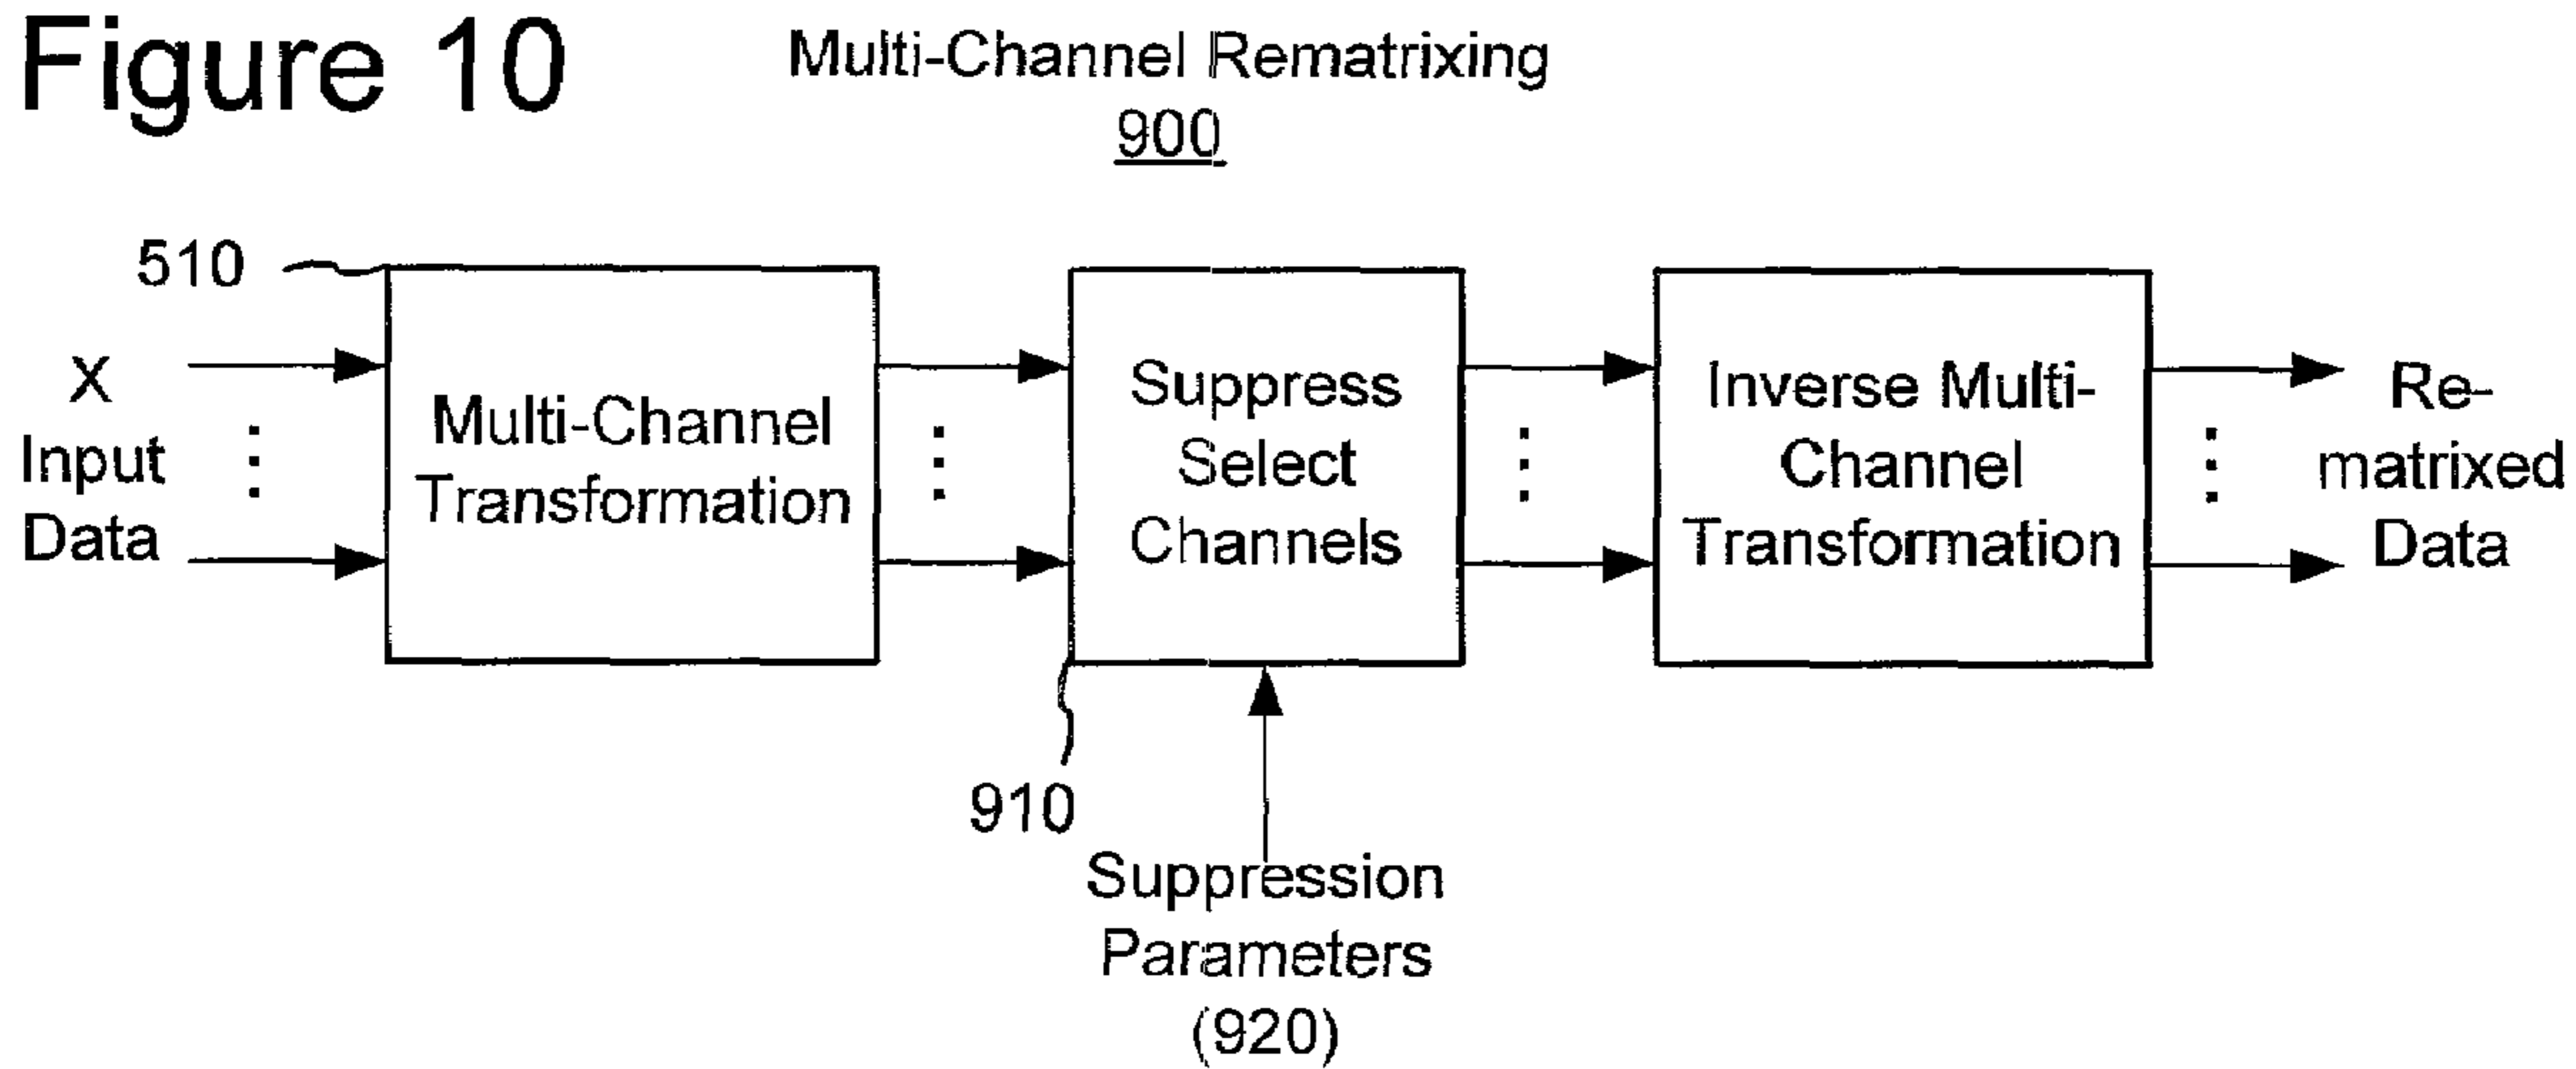 Figure 10
Multi-Channel Rematrixing
900
510
X
Input
Data
Multi-Channel
Transformation
Suppress
Select
Channels
Inverse Multi-
Channel
Transformation
Re-
matrixed
Data
910
Suppression
Parameters
(920)